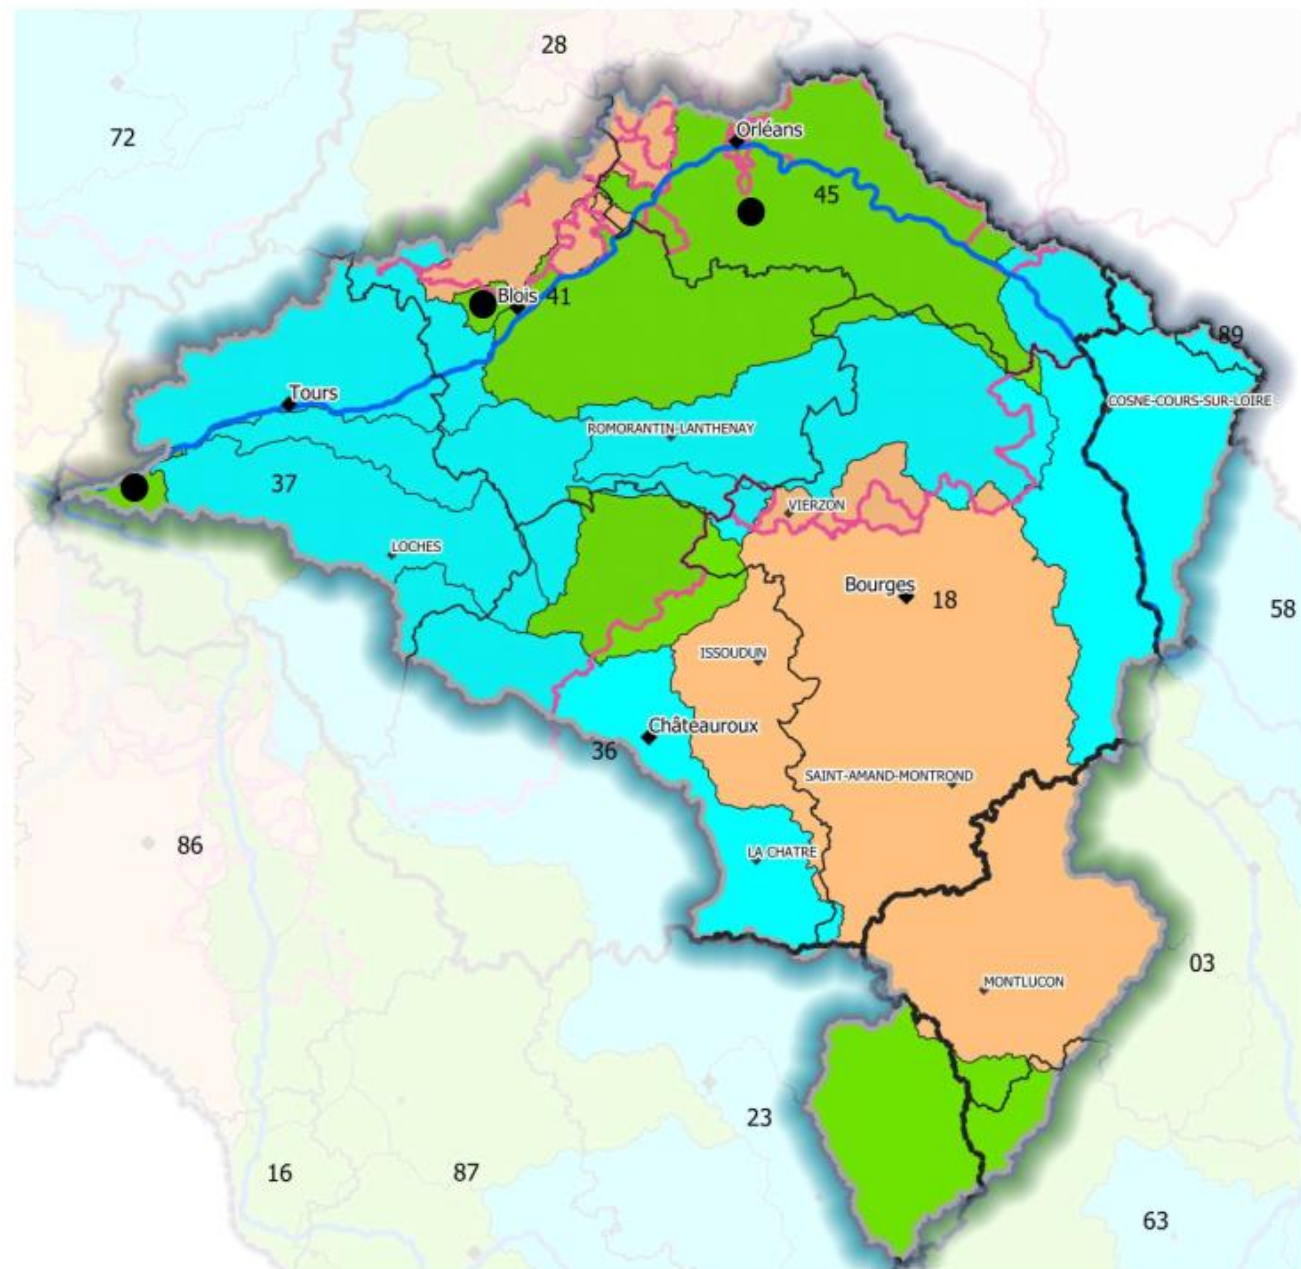 28
72
Orléans
45
Blois
41
89
Tours
COSNE-COURS-SUR-LOIRE
ROMORANTIN-LANTHENAY
37
VIERZON
LOCHES
Bourges
18
58
ISSOUDUN
Châteauroux
36
SAINT-AMAND-MONTROND
86
LA CHATRE
03
MONTLUCON
23
16
87
63